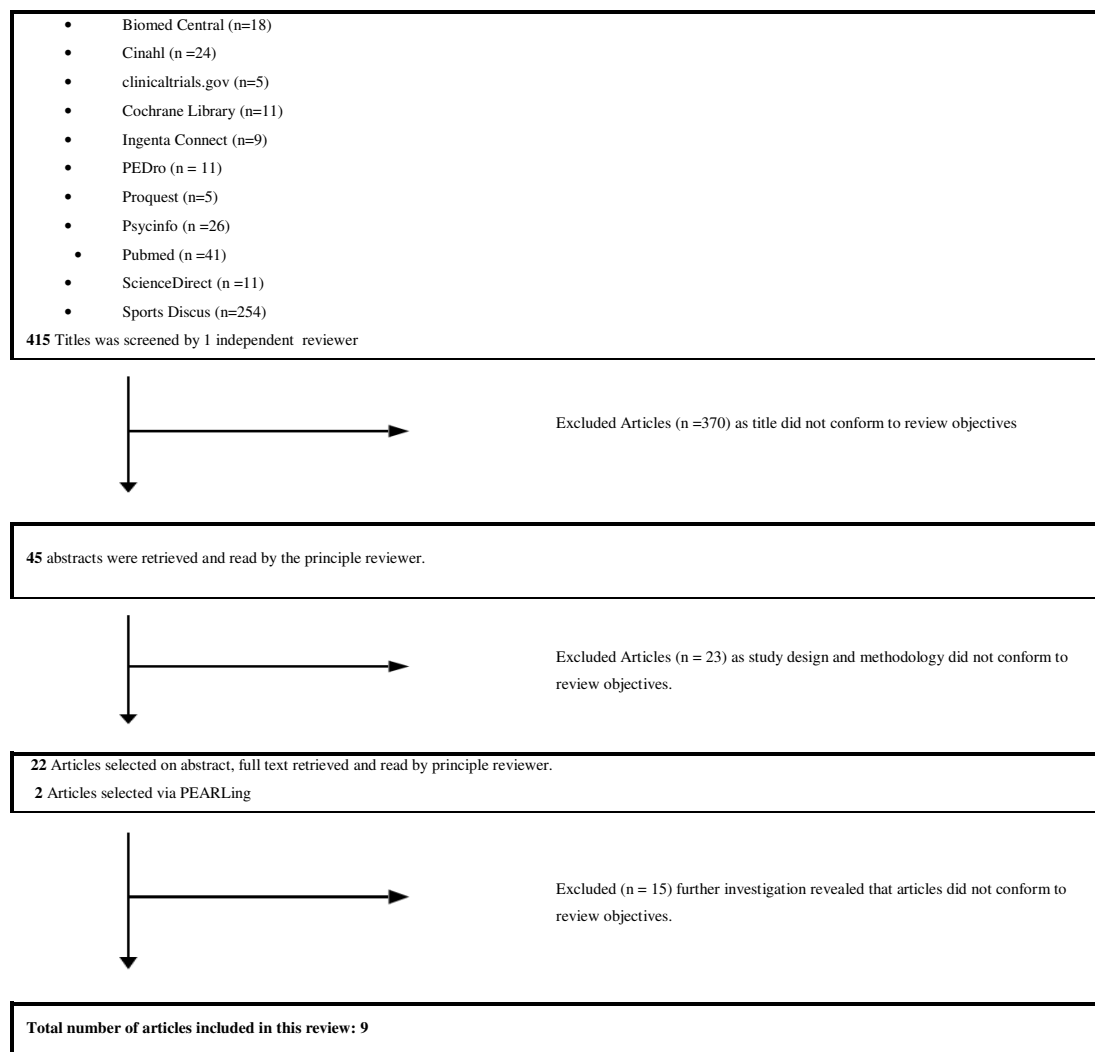 • Biomed Central (n=18)
• Cinahl (n =24)
• clinicaltrials.gov (n=5)
• Cochrane Library (n=11)
• Ingenta Connect (n=9)
• PEDro (n = 11)
• Proquest (n=5)
• Psycinfo (n =26)
• Pubmed (n =41)
• ScienceDirect (n =11)
• Sports Discus (n=254)
415 Titles was screened by 1 independent reviewer
Excluded Articles (n =370) as title did not conform to review objectives
45 abstracts were retrieved and read by the principle reviewer.
Excluded Articles (n = 23) as study design and methodology did not conform to
review objectives.
22 Articles selected on abstract, full text retrieved and read by principle reviewer.
2 Articles selected via PEARLing
Excluded (n = 15) further investigation revealed that articles did not conform to
review objectives.
Total number of articles included in this review: 9